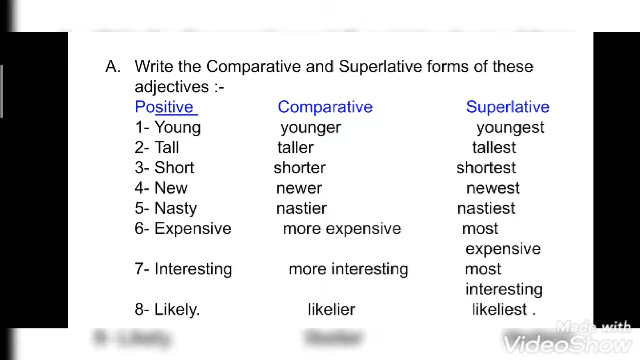 A. Write the Comparative and Superlative forms of these
adjectives :-
Positive Comparative Superlative
1- Young younger youngest
2- Tall taller tallest
3- Short shorter shortest
4- New newer newest
5- Nasty nastier nastiest
6- Expensive more expensive most
expensive
7- Interesting more interesting most
interesting
8- Likely. likelier likeliest .
Made with
VideoShow